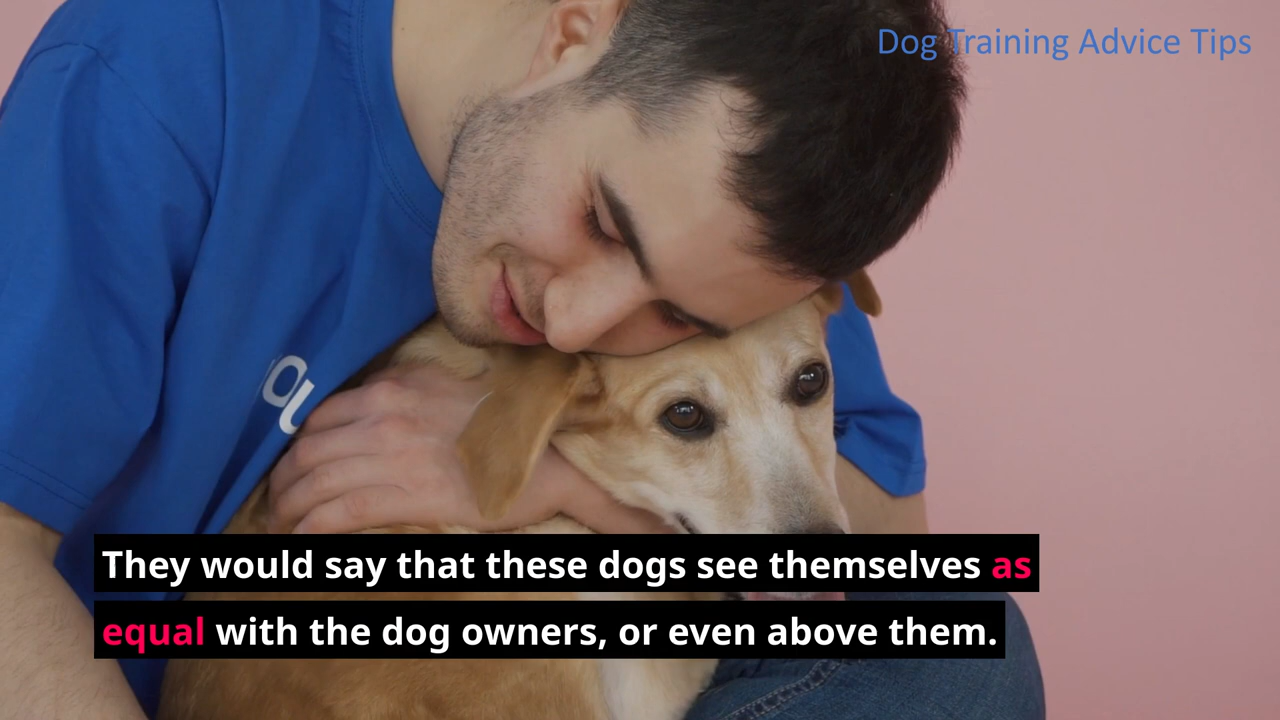 Dog Training Advice Tips
OU
They would say that these dogs see themselves as
equal with the dog owners, or even above them.